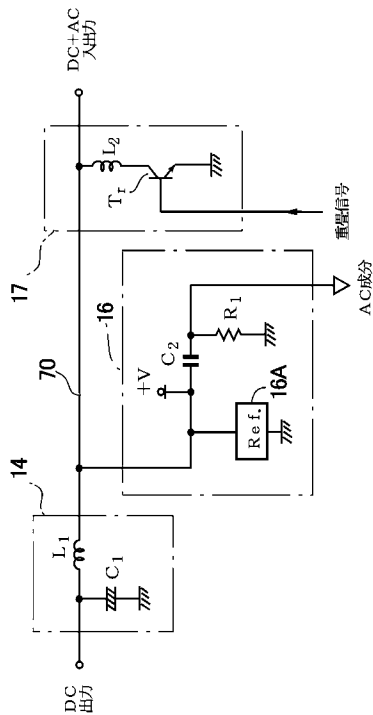 DC+AC
入出力
17
L2
Tr
重畳信号
70
16
+V
C2
R1
Ref.
16A
AC成分
14
L1
C1
DC
出力